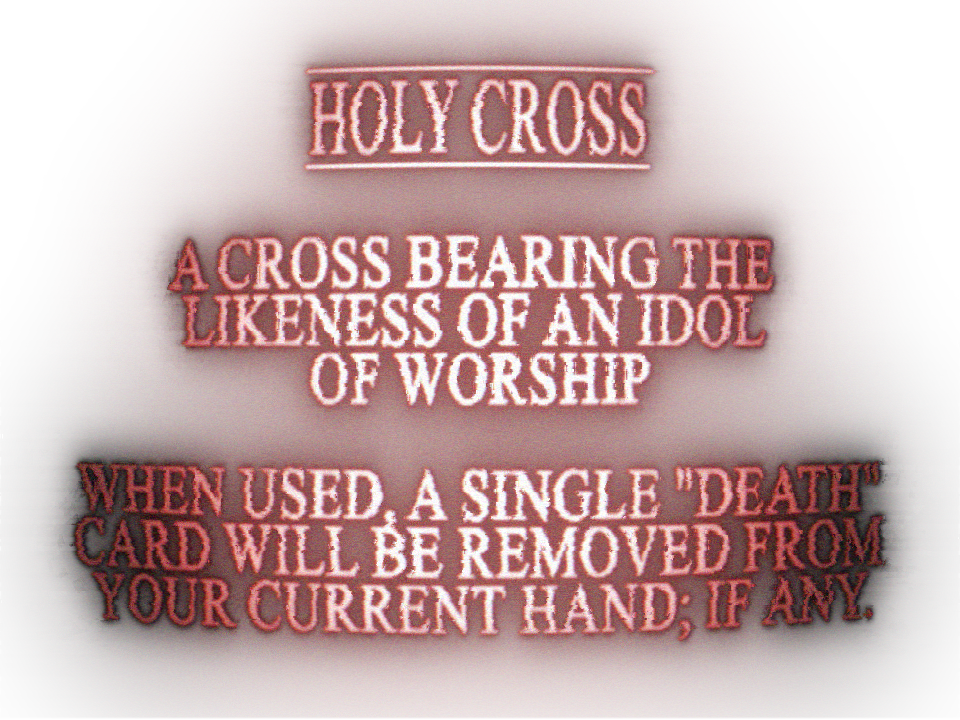 HOLY CROSS
A CROSS BEARING THE
LIKENESS OF AN IDOL
OF WORSHIP
WHEN USED, A SINGLE "DEATH"
CARD WILL BE REMOVED FROM
YOUR CURRENT HAND; IF ANY.